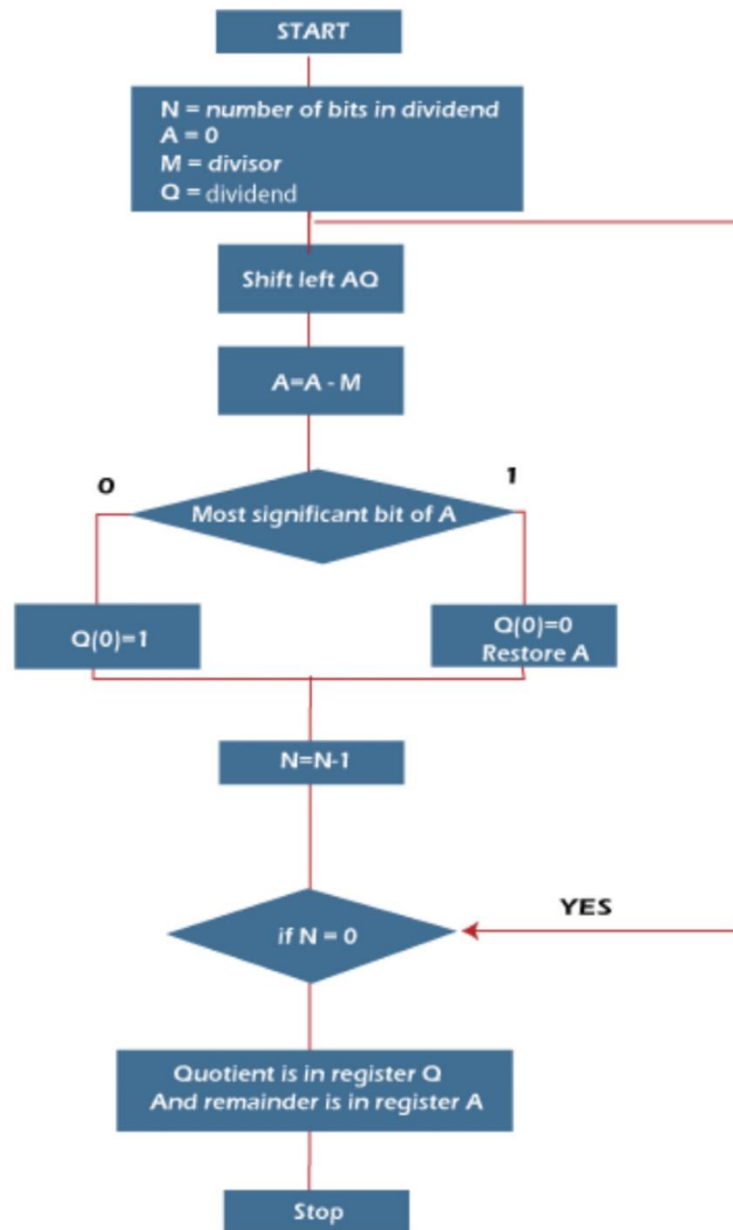 START
N = number of bits in dividend
A = 0
M = divisor
Q = dividend
Shift left AQ
A=A - M
0
1
Most significant bit of A
Q(0)=1
Q(0)=0
Restore A
N=N-1
YES
if N = 0
Quotient is in register Q
And remainder is in register A
Stop